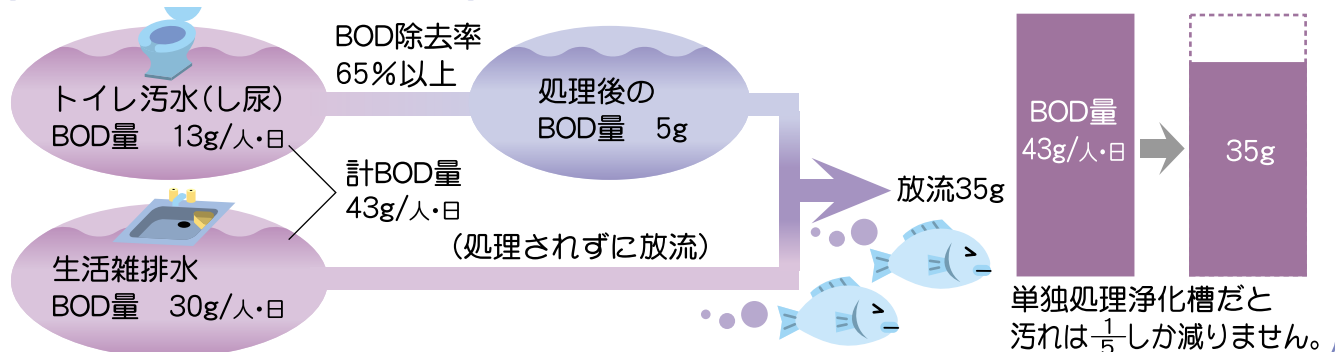 トイレ汚水(し尿)
BOD量 13g/人・日
BOD除去率
65%以上
処理後の
BOD量 5g
計BOD量
43g/人・日
生活雑排水
BOD量 30g/人・日
(処理されずに放流)
放流35g
BOD量
43g/人・日
35g
単独処理浄化槽だと
汚れは1/5しか減りません。